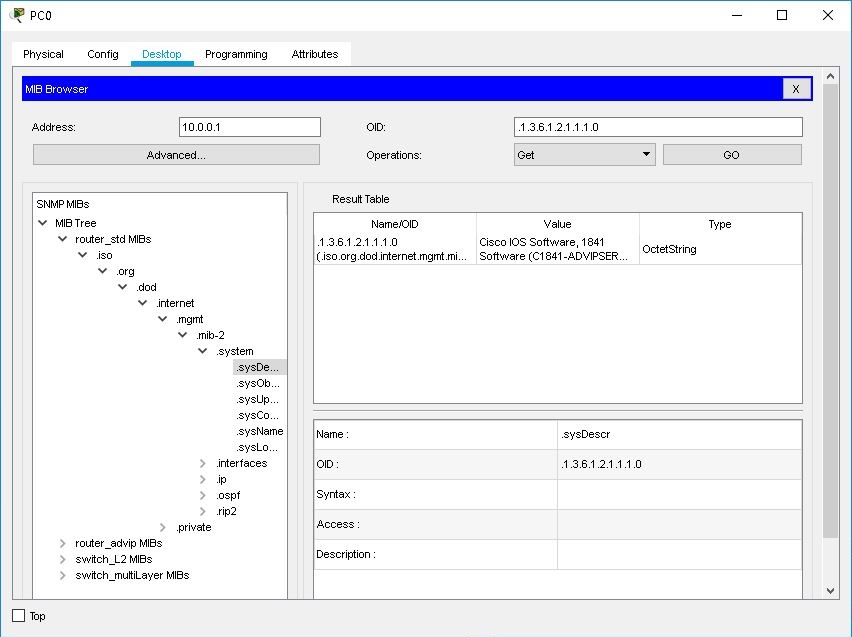 PC0
Physical Config Desktop Programming Attributes
MIB Browser X
Address: 10.0.0.1 OID: .1.3.6.1.2.1.1.1.0
Advanced... Operations: Get GO
SNMP MIBs
MIB Tree
router_std MIBs
.iso
.org
.dod
.internet
.mgmt
.mib-2
.system
.sysDe...
.sysOb...
.sysUp...
.sysCo...
.sysName
.sysLo...
.interfaces
.ip
.ospf
.rip2
.private
router_advip MIBs
switch_L2 MIBs
switch_multiLayer MIBs
Result Table
Name/OID Value Type
.1.3.6.1.2.1.1.1.0
(.iso.org.dod.internet.mgmt.mi...
Cisco IOS Software, 1841
Software (C1841-ADVIPSER...
OctetString
Name : .sysDescr
OID : .1.3.6.1.2.1.1.1.0
Syntax :
Access :
Description :
Top